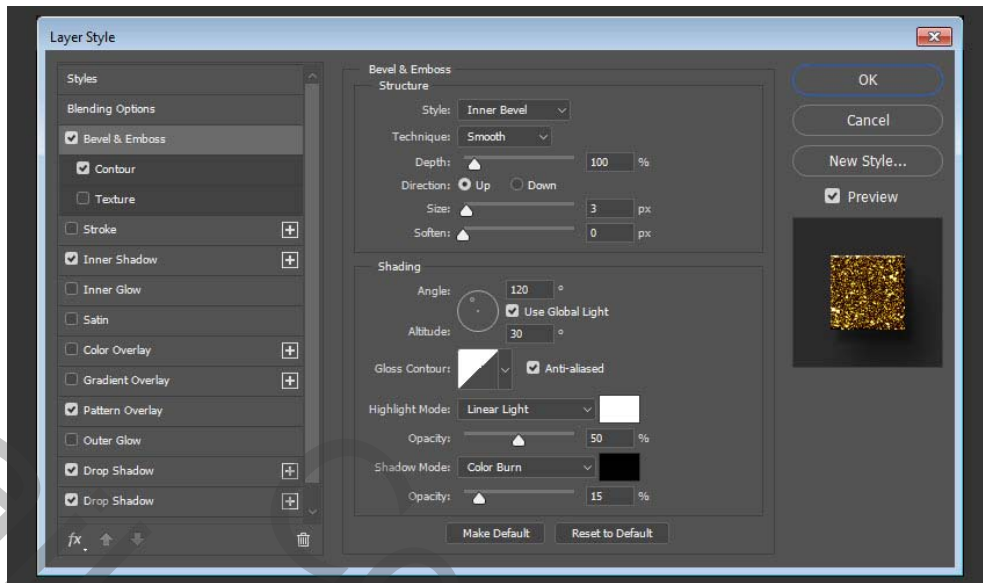 Layer Style
Styles
Blending Options
Bevel & Emboss
Contour
Texture
Stroke
Inner Shadow
Inner Glow
Satin
Color Overlay
Gradient Overlay
Pattern Overlay
Outer Glow
Drop Shadow
Drop Shadow
fx
Bevel & Emboss
Structure
Style: Inner Bevel
Technique: Smooth
Depth: 100 %
Direction: Up Down
Size: 3 px
Soften: 0 px
Shading
Angle: 120 °
Use Global Light
Altitude: 30 °
Gloss Contour: Anti-aliased
Highlight Mode: Linear Light
Opacity: 50 %
Shadow Mode: Color Burn
Opacity: 15 %
Make Default Reset to Default
OK
Cancel
New Style...
Preview